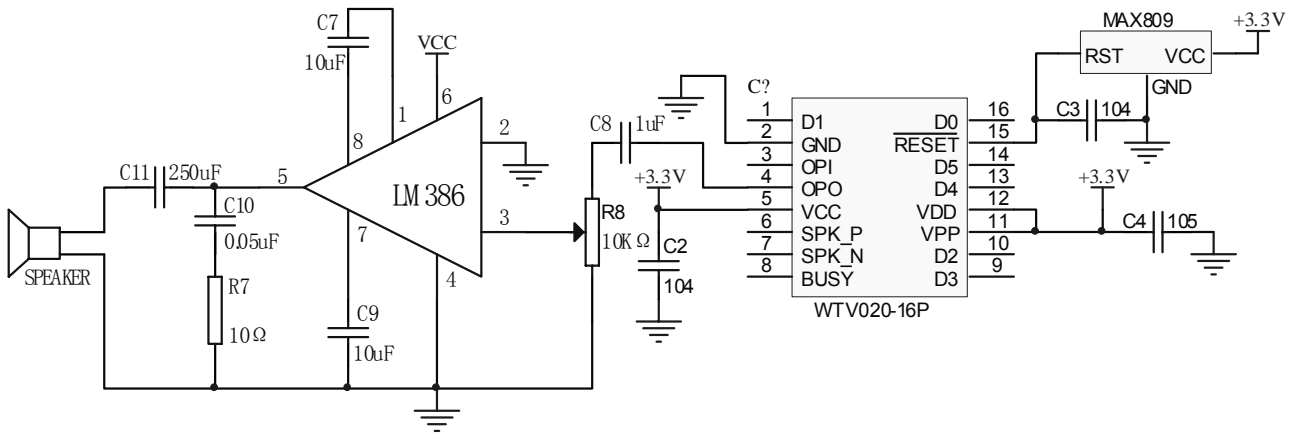 C7
10uF
VCC
6
1
8
2
C11
250uF
5
C10
0.05uF
LM386
7
3
4
SPEAKER
R7
10Ω
C9
10uF
C8
1uF
R8
10KΩ
+3.3V
C2
104
C?
1
2
3
4
5
6
7
8
D1
GND
OPI
OPO
VCC
SPK_P
SPK_N
BUSY
D0
RESET
D5
D4
VDD
VPP
D2
D3
16
15
14
13
12
11
10
9
WTV020-16P
MAX809
RST
VCC
GND
+3.3V
C3
104
+3.3V
C4
105